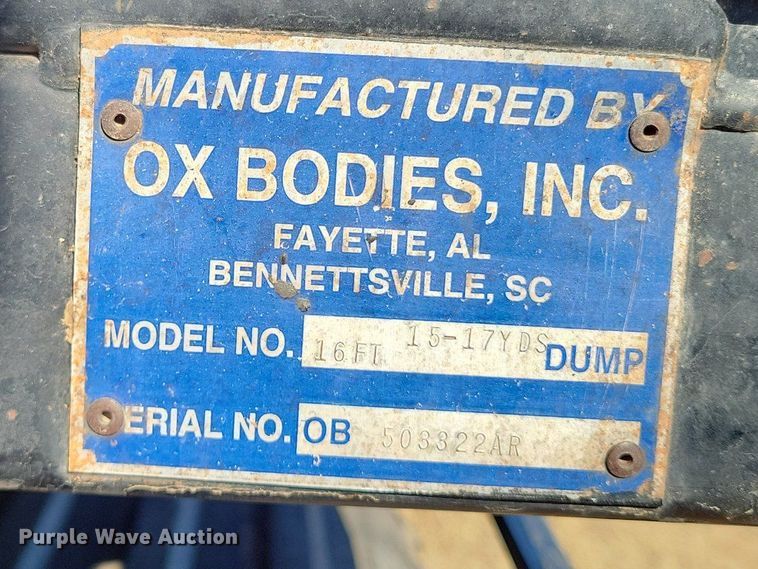 MANUFACTURED BY
OX BODIES, INC.
FAYETTE, AL
BENNETTSVILLE, SC
MODEL NO. 16FT 15-17YDS DUMP
ERIAL NO. OB 503322AR
Purple Wave Auction